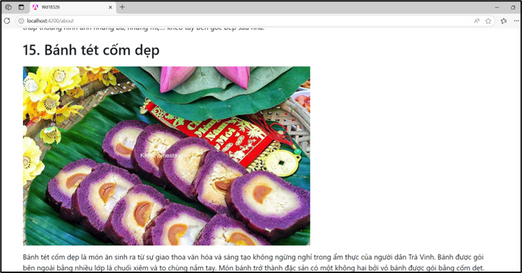 localhost:4200/about
15. Bánh tét cốm dẹp
Bánh tét cốm dẹp là món ăn sinh ra từ sự giao thoa văn hóa và sáng tạo không ngừng nghỉ trong ẩm thực của người dân Trà Vinh. Bánh được gói
bên ngoài bằng nhiều lớp lá chuối xiêm và to chừng nắm tay. Món bánh trở thành đặc sản có một không hai bởi vỏ bánh được gói bằng cốm dẹt,